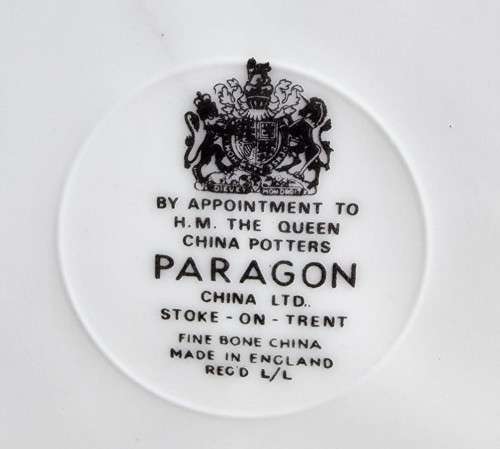 DIEU ET MON DROIT
BY APPOINTMENT TO
H.M. THE QUEEN
CHINA POTTERS
PARAGON
CHINA LTD.
STOKE-ON-TRENT
FINE BONE CHINA
MADE IN ENGLAND
REG'D L/L